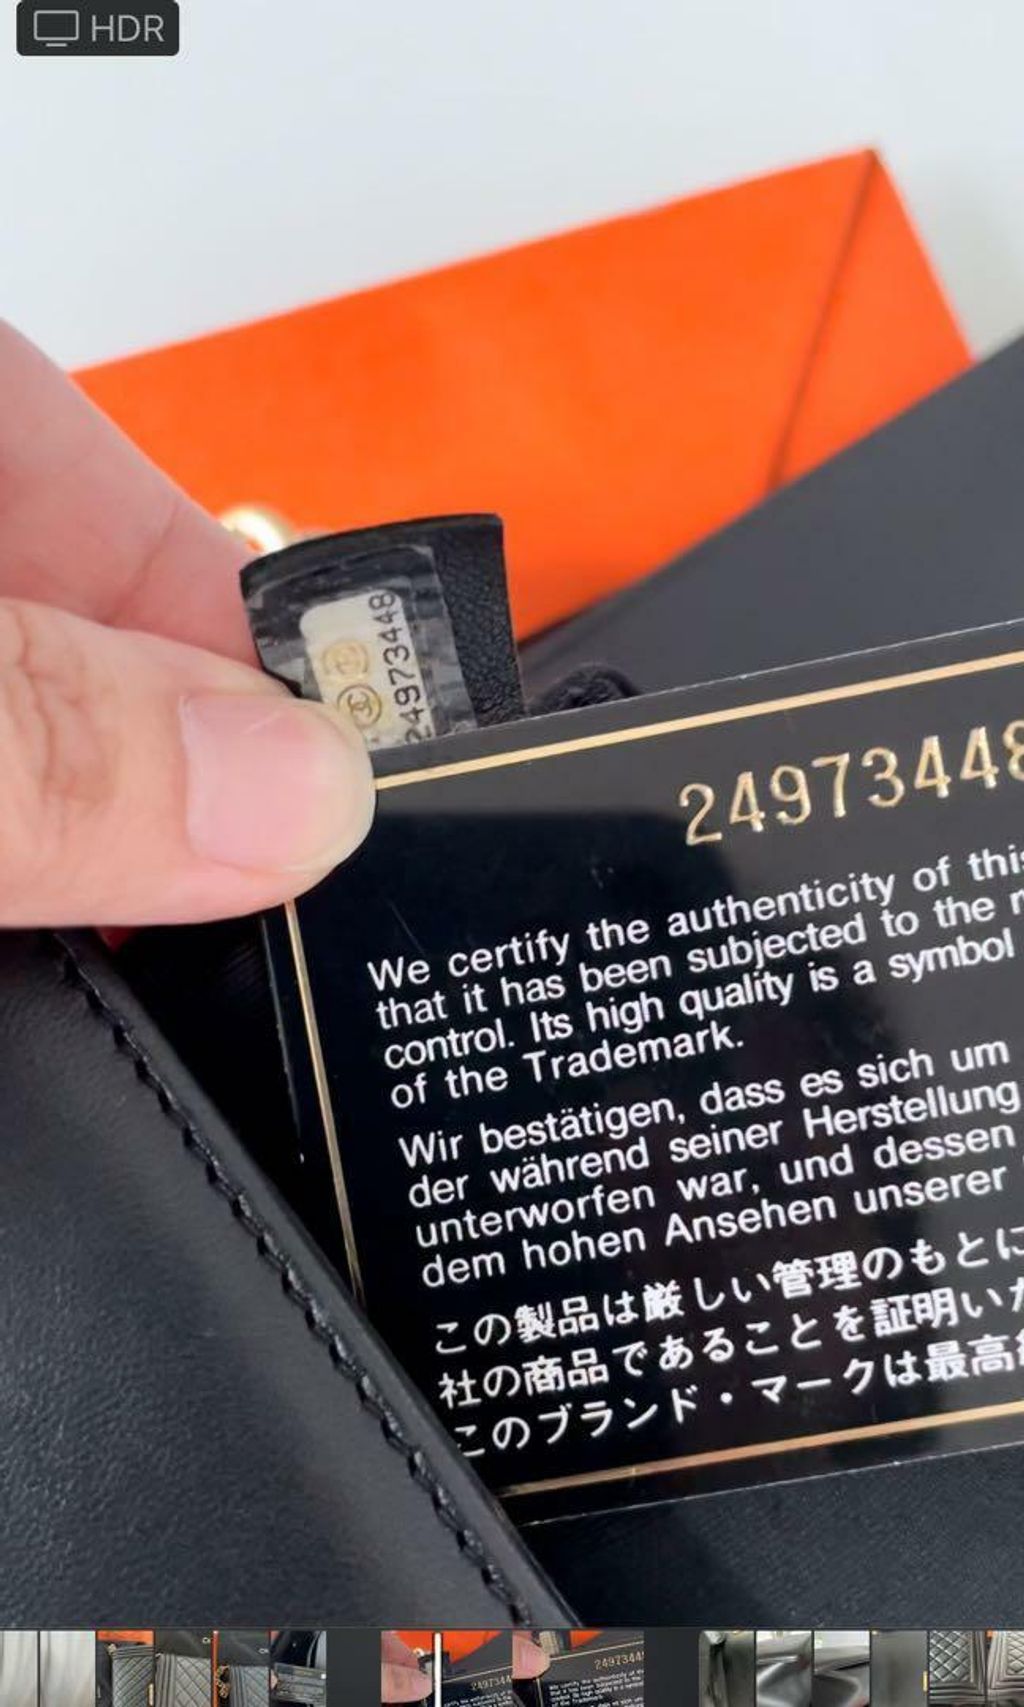 HDR
24973448
24973448
We certify the authenticity of this
that it has been subjected to the
control. Its high quality is a symbol
of the Trademark.
Wir bestätigen, dass es sich um
der während seiner Herstellung
unterworfen war, und dessen
dem hohen Ansehen unserer
この製品は厳しい管理のもとに
社の商品であることを証明いた
このブランド・マークは最高級